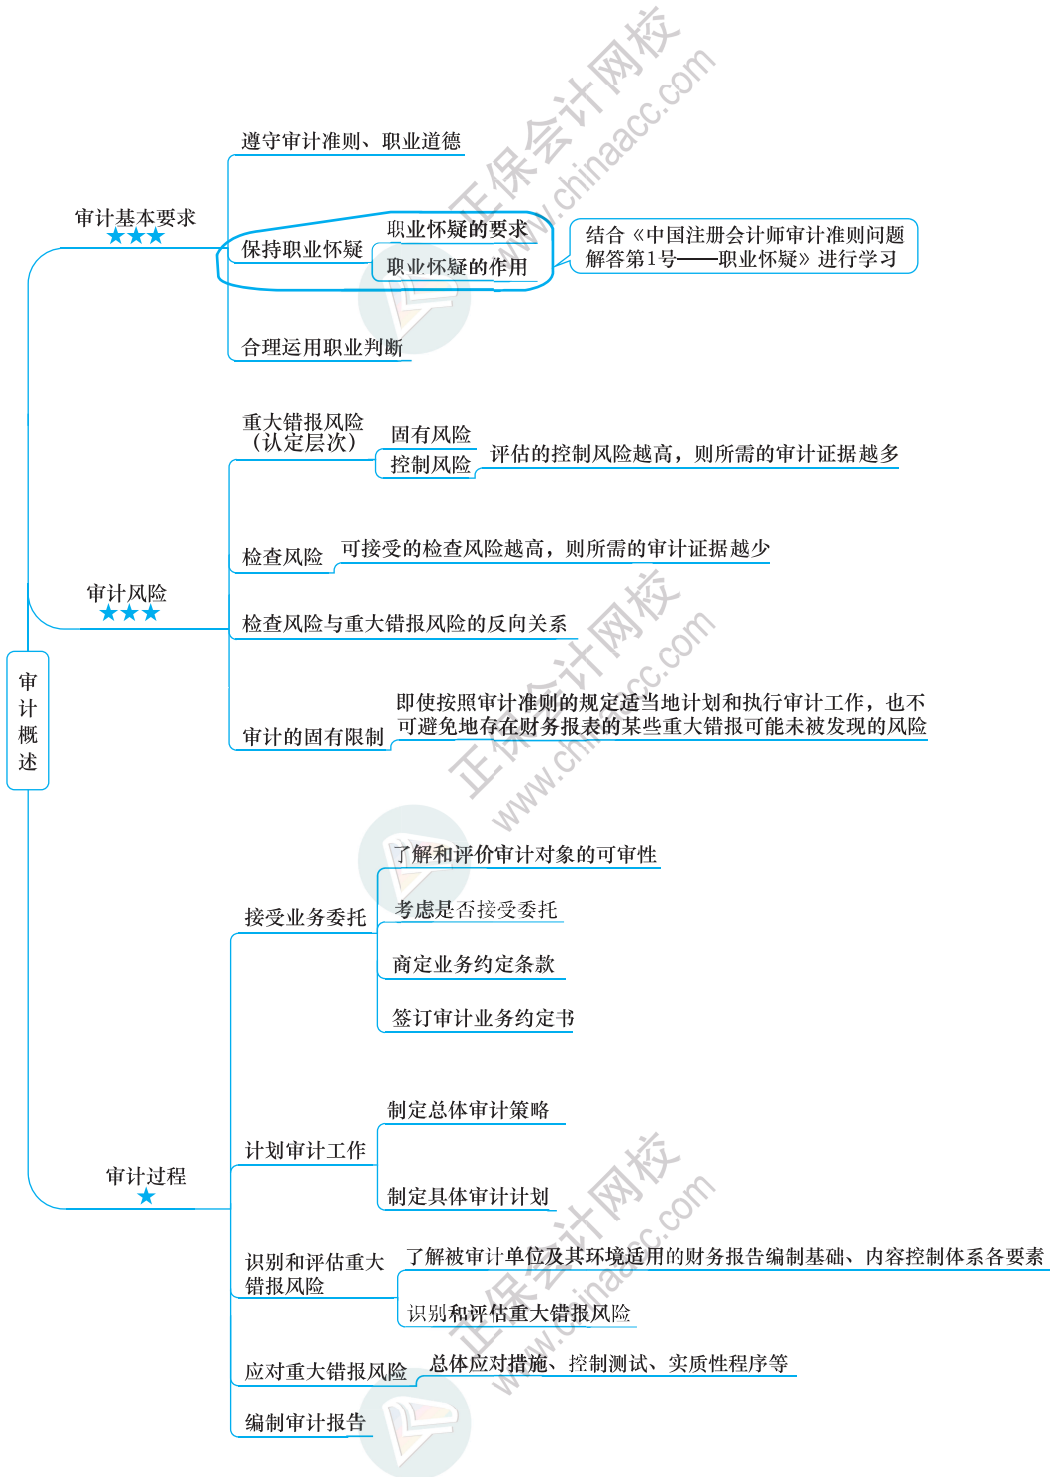 审计概述
审计基本要求
★★★
遵守审计准则、职业道德
保持职业怀疑
职业怀疑的要求
职业怀疑的作用
结合《中国注册会计师审计准则问题
解答第1号——职业怀疑》进行学习
合理运用职业判断
审计风险
★★★
重大错报风险
（认定层次）
固有风险
控制风险
评估的控制风险越高，则所需的审计证据越多
检查风险
可接受的检查风险越高，则所需的审计证据越少
检查风险与重大错报风险的反向关系
审计的固有限制
即使按照审计准则的规定适当地计划和执行审计工作，也不
可避免地存在财务报表的某些重大错报可能未被发现的风险
审计过程
★
接受业务委托
了解和评价审计对象的可审性
考虑是否接受委托
商定业务约定条款
签订审计业务约定书
计划审计工作
制定总体审计策略
制定具体审计计划
识别和评估重大
错报风险
了解被审计单位及其环境适用的财务报告编制基础、内容控制体系各要素
识别和评估重大错报风险
应对重大错报风险
总体应对措施、控制测试、实质性程序等
编制审计报告
正保会计网校
www.chinaacc.com
正保会计网校
www.chinaacc.com
正保会计网校
www.chinaacc.com